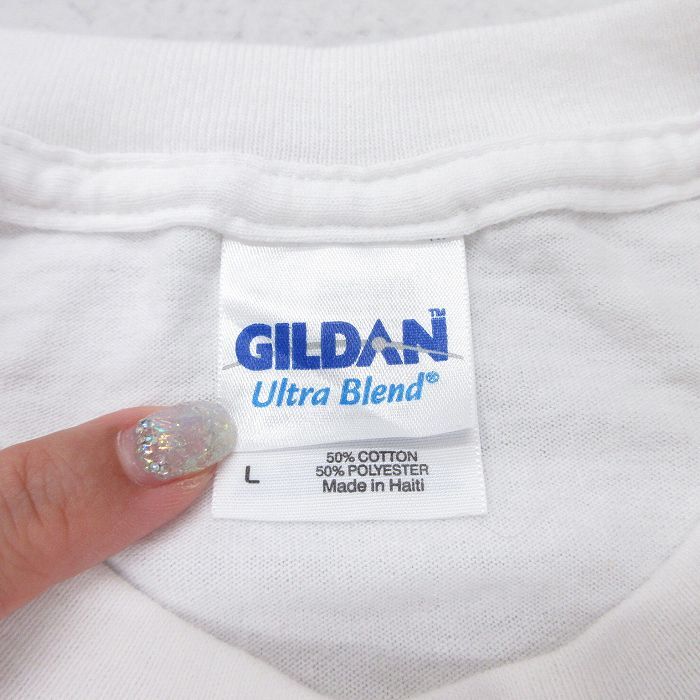 GILDAN™
Ultra Blend®
L
50% COTTON
50% POLYESTER
Made in Haiti